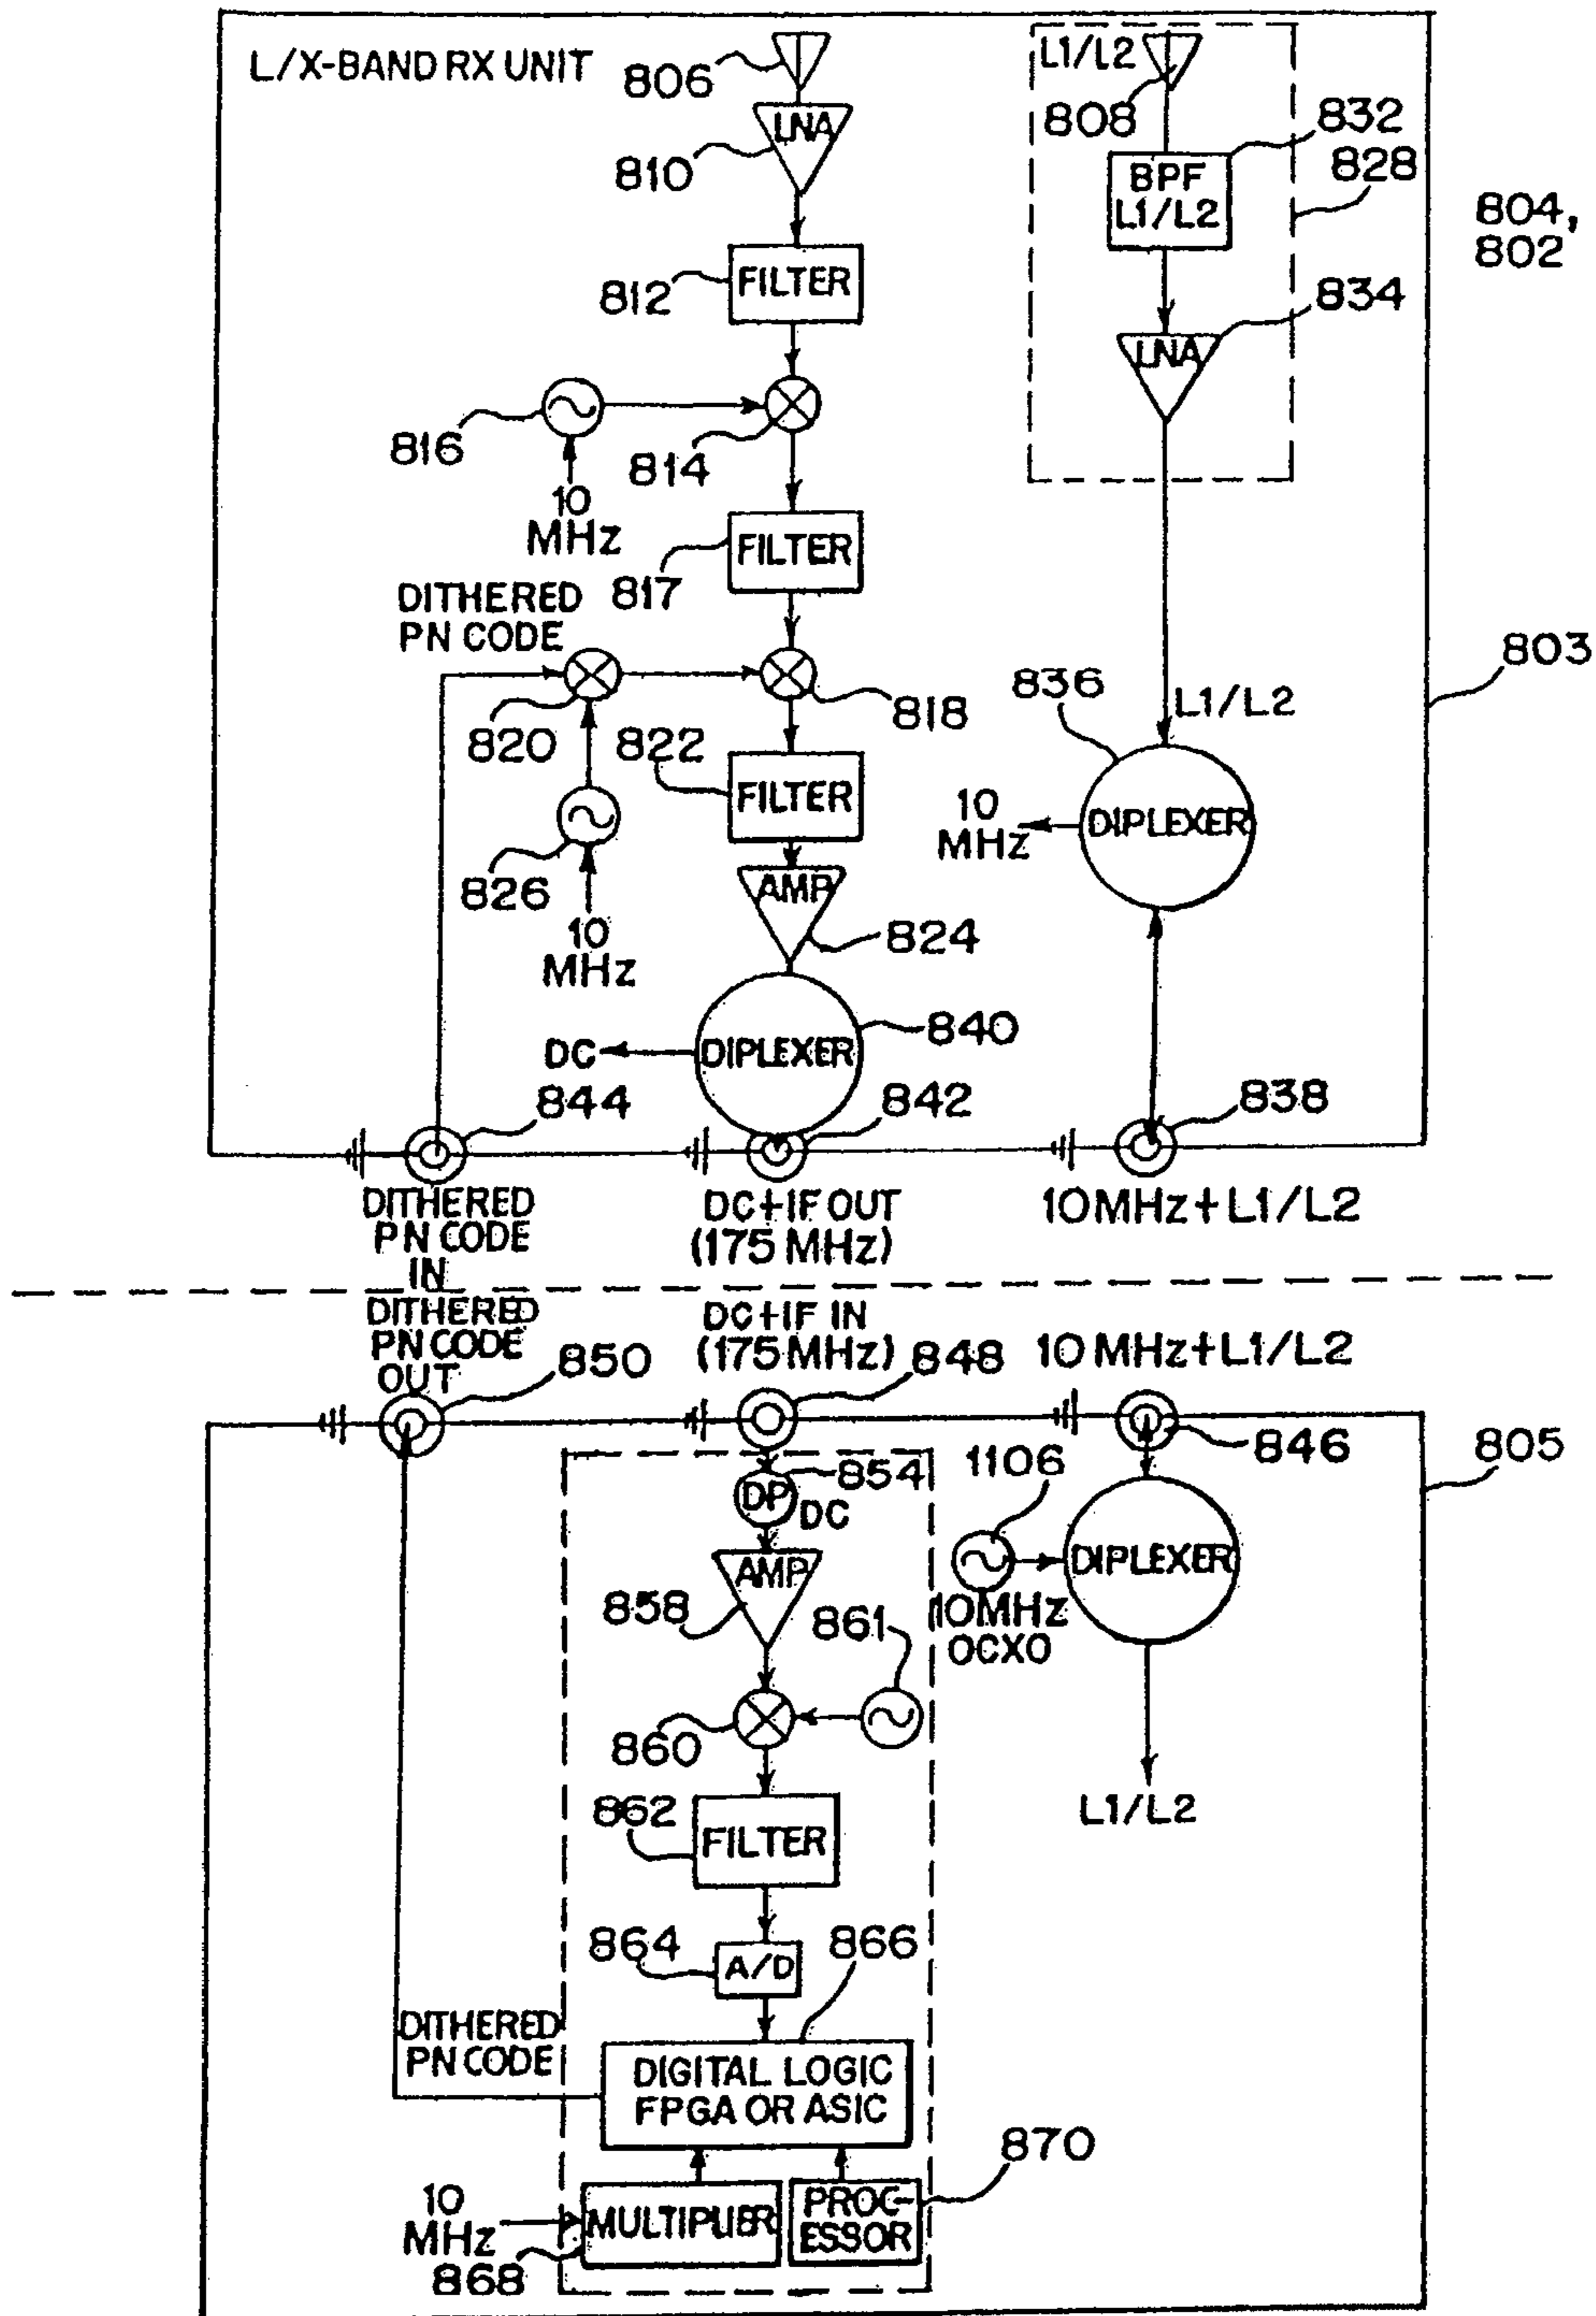 L/X-BAND RX UNIT
806
L1/L2
808
LNA
810
832
BPF
L1/L2
828
804,
802
FILTER
812
834
LNA
816
814
10
MHz
FILTER
817
DITHERED
PN CODE
803
836
L1/L2
818
820
822
FILTER
10
MHz
DIPLEXER
826
AMP
824
10
MHz
DC
DIPLEXER
840
844
842
838
DITHERED
PN CODE
IN
DC+IF OUT
(175 MHz)
10 MHz+L1/L2
DITHERED
PN CODE
OUT
DC+IF IN
(175 MHz)
10 MHz+L1/L2
850
848
846
805
854
DP
DC
1106
AMP
DIPLEXER
858
861
10MHz
OCXO
860
862
FILTER
L1/L2
864
A/D
866
DITHERED
PN CODE
DIGITAL LOGIC
FPGA OR ASIC
870
10
MHz
MULTIPLIER
PROC-
ESSOR
868